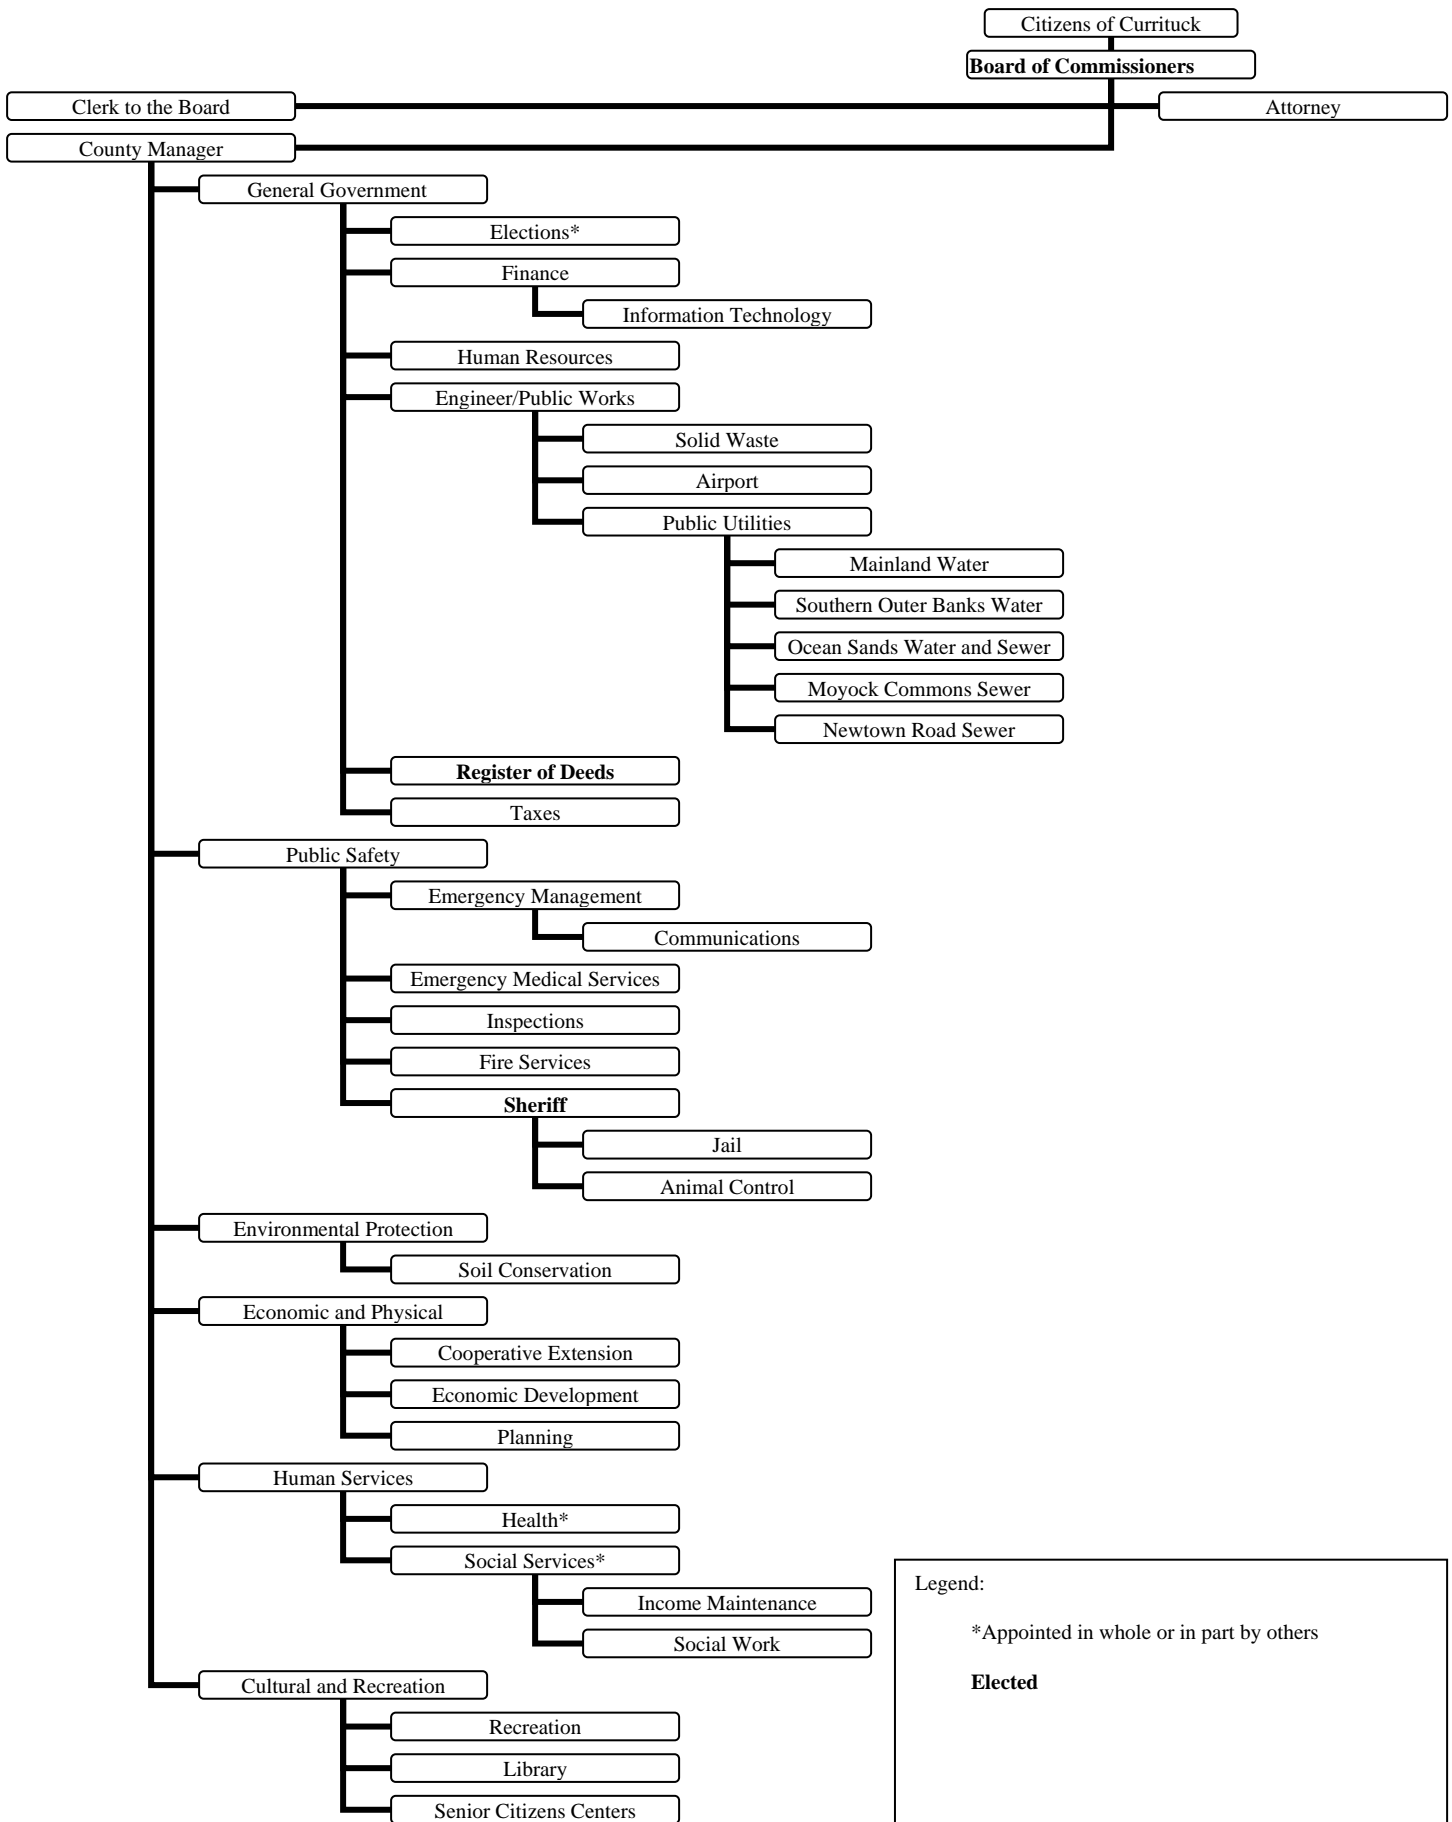 Citizens of Currituck
Board of Commissioners
Clerk to the Board
Attorney
County Manager
General Government
Elections*
Finance
Information Technology
Human Resources
Engineer/Public Works
Solid Waste
Airport
Public Utilities
Mainland Water
Southern Outer Banks Water
Ocean Sands Water and Sewer
Moyock Commons Sewer
Newtown Road Sewer
Register of Deeds
Taxes
Public Safety
Emergency Management
Communications
Emergency Medical Services
Inspections
Fire Services
Sheriff
Jail
Animal Control
Environmental Protection
Soil Conservation
Economic and Physical
Cooperative Extension
Economic Development
Planning
Human Services
Health*
Social Services*
Income Maintenance
Social Work
Cultural and Recreation
Recreation
Library
Senior Citizens Centers
Legend:
*Appointed in whole or in part by others
Elected